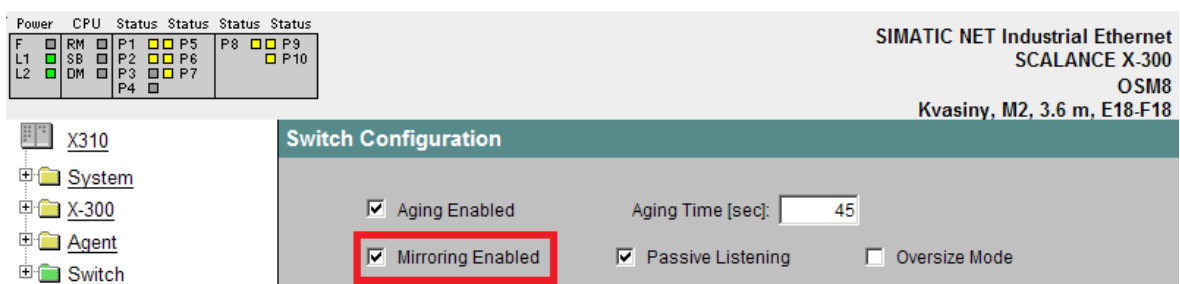 Power CPU Status Status Status Status
F RM P1 P5 P8 P9
L1 SB P2 P6 P10
L2 DM P3 P7
P4
SIMATIC NET Industrial Ethernet
SCALANCE X-300
OSM8
Kvasiny, M2, 3.6 m, E18-F18
X310
Switch Configuration
System
X-300
Aging Enabled Aging Time [sec]: 45
Agent
Mirroring Enabled Passive Listening Oversize Mode
Switch